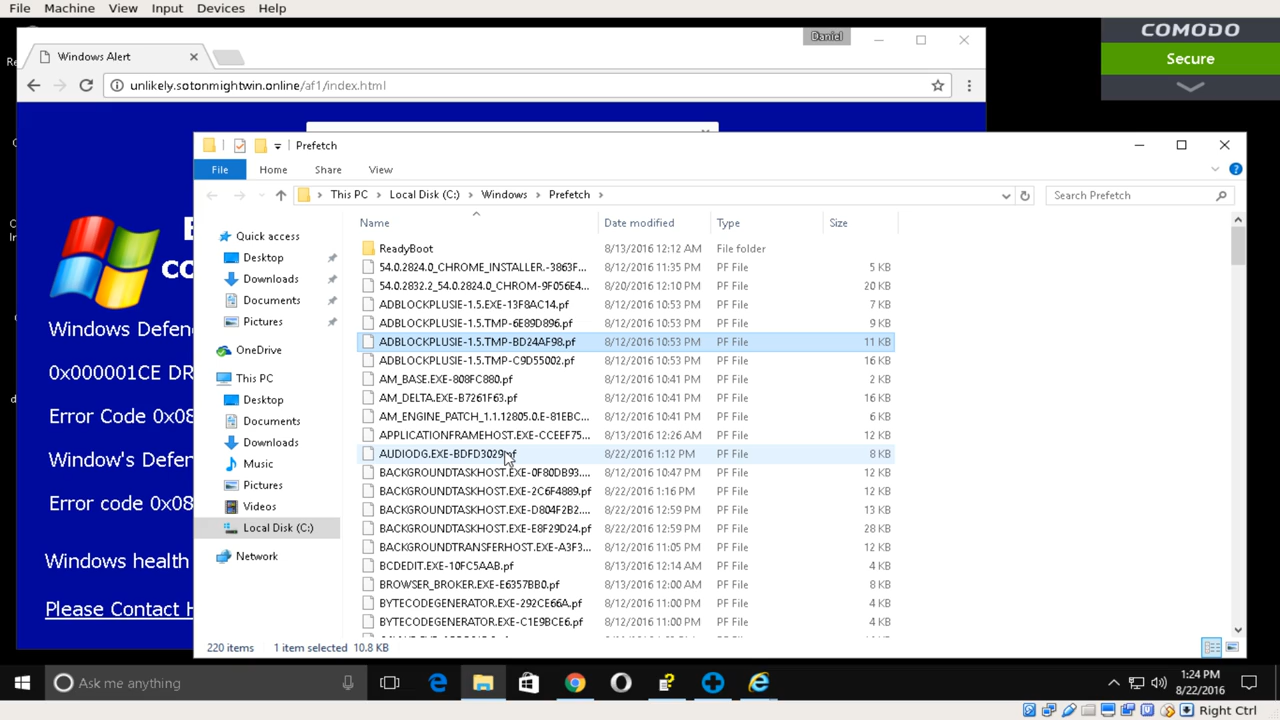 File Machine View Input Devices Help
COMODO
Secure
Daniel
Windows Alert
unlikely.sotonmightwin.online/af1/index.html
Windows Defen
0x000001CE DR
Error Code 0x08
Window's Defen
Error code 0x08
Windows health
Please Contact H
Prefetch
File Home Share View
This PC > Local Disk (C:) > Windows > Prefetch >
Search Prefetch
Name Date modified Type Size
Quick access
Desktop
Downloads
Documents
Pictures
OneDrive
This PC
Desktop
Documents
Downloads
Music
Pictures
Videos
Local Disk (C:)
Network
ReadyBoot 8/13/2016 12:12 AM File folder
54.0.2824.0_CHROME_INSTALLER.-3863F... 8/12/2016 11:35 PM PF File 5 KB
54.0.2832.2_54.0.2824.0_CHROM-9F056E4... 8/20/2016 12:10 PM PF File 20 KB
ADBLOCKPLUSIE-1.5.EXE-13F8AC14.pf 8/12/2016 10:53 PM PF File 7 KB
ADBLOCKPLUSIE-1.5.TMP-6E89D896.pf 8/12/2016 10:53 PM PF File 9 KB
ADBLOCKPLUSIE-1.5.TMP-BD24AF98.pf 8/12/2016 10:53 PM PF File 11 KB
ADBLOCKPLUSIE-1.5.TMP-C9D55002.pf 8/12/2016 10:53 PM PF File 16 KB
AM_BASE.EXE-808FC880.pf 8/12/2016 10:41 PM PF File 2 KB
AM_DELTA.EXE-B7261F63.pf 8/12/2016 10:41 PM PF File 16 KB
AM_ENGINE_PATCH_1.1.12805.0.E-81EBC... 8/12/2016 10:41 PM PF File 6 KB
APPLICATIONFRAMEHOST.EXE-CCEEF75... 8/13/2016 12:26 AM PF File 12 KB
AUDIODG.EXE-BDFD3029.pf 8/22/2016 1:12 PM PF File 8 KB
BACKGROUNDTASKHOST.EXE-0F80DB93.... 8/12/2016 10:47 PM PF File 12 KB
BACKGROUNDTASKHOST.EXE-2C6F4889.pf 8/22/2016 1:16 PM PF File 12 KB
BACKGROUNDTASKHOST.EXE-D804F2B2.... 8/22/2016 12:59 PM PF File 13 KB
BACKGROUNDTASKHOST.EXE-E8F29D24.pf 8/22/2016 12:59 PM PF File 28 KB
BACKGROUNDTRANSFERHOST.EXE-A3F3... 8/12/2016 11:05 PM PF File 12 KB
BCDEDIT.EXE-10FC5AAB.pf 8/13/2016 12:14 AM PF File 4 KB
BROWSER_BROKER.EXE-E6357BB0.pf 8/13/2016 12:00 AM PF File 8 KB
BYTECODEGENERATOR.EXE-292CE66A.pf 8/12/2016 11:00 PM PF File 4 KB
BYTECODEGENERATOR.EXE-C1E9BCE6.pf 8/12/2016 11:00 PM PF File 4 KB
220 items 1 item selected 10.8 KB
Ask me anything
1:24 PM
8/22/2016
Right Ctrl